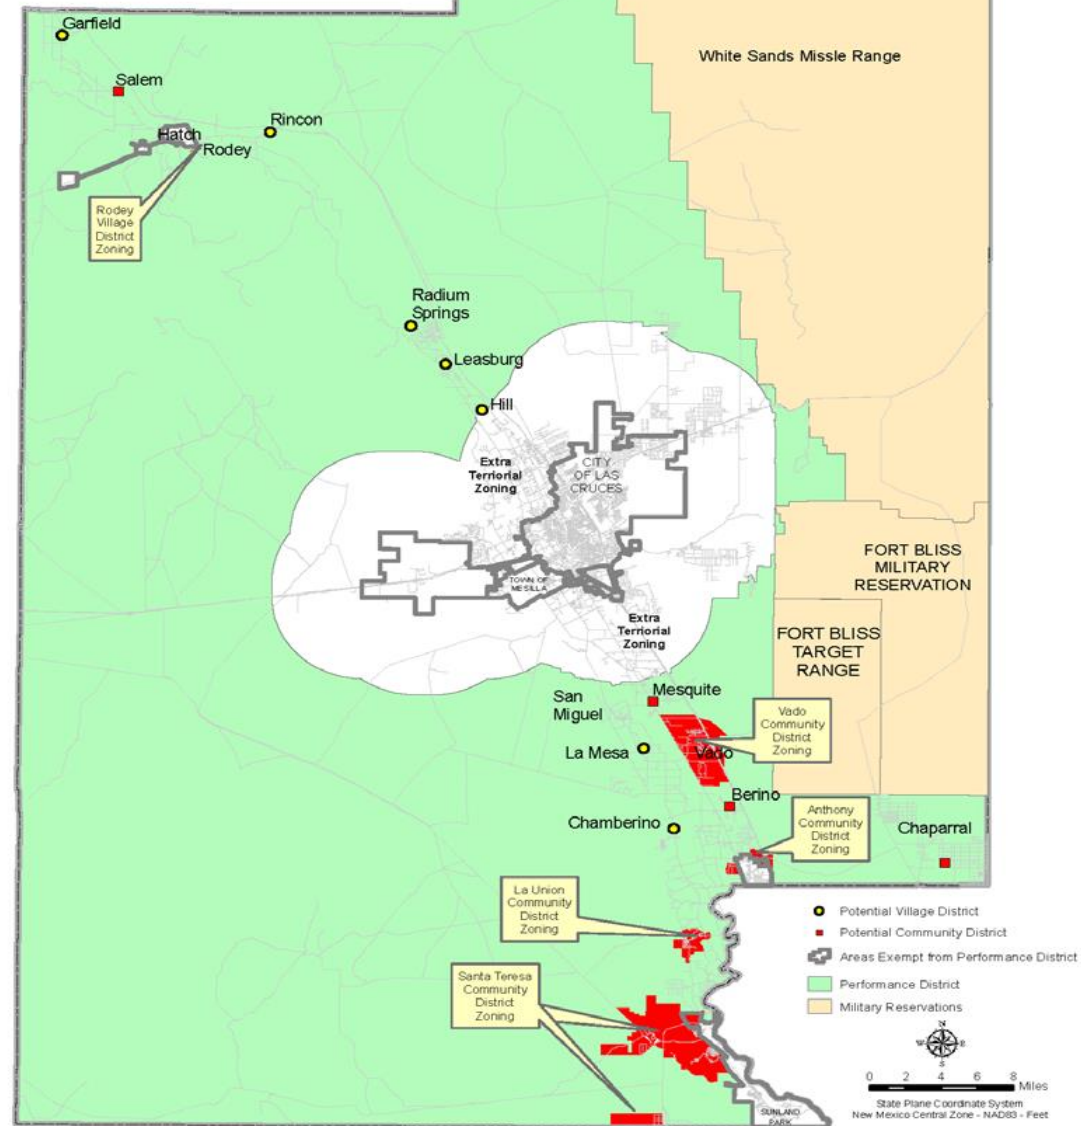 Garfield
White Sands Missle Range
Salem
Hatch
Rincon
Rodey
Rodey
Village
District
Zoning
Radium
Springs
Leasburg
Hill
Extra
Terriorial
Zoning
CITY
OF LAS
CRUCES
FORT BLISS
MILITARY
RESERVATION
TOWN OF
MESILLA
Extra
Terriorial
Zoning
FORT BLISS
TARGET
RANGE
San
Miguel
Mesquite
Vado
Community
District
Zoning
La Mesa
Vado
Berino
Anthony
Community
District
Zoning
Chamberino
Chaparral
La Union
Community
District
Zoning
Potential Village District
Potential Community District
Areas Exempt from Performance District
Performance District
Military Reservations
Santa Teresa
Community
District
Zoning
N
W E
S
0 2 4 6 8
Miles
State Plane Coordinate System
New Mexico Central Zone - NAD83 - Feet
SUNLAND
PARK